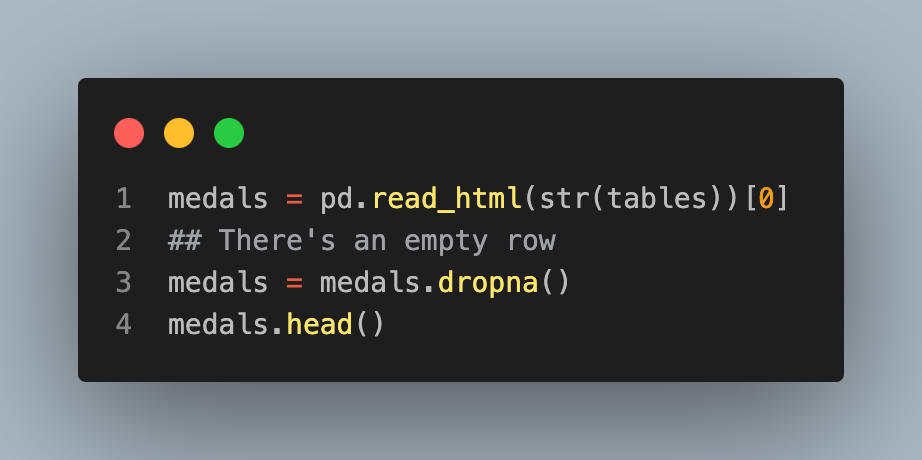 1 medals = pd.read_html(str(tables))[0]
2 ## There's an empty row
3 medals = medals.dropna()
4 medals.head()